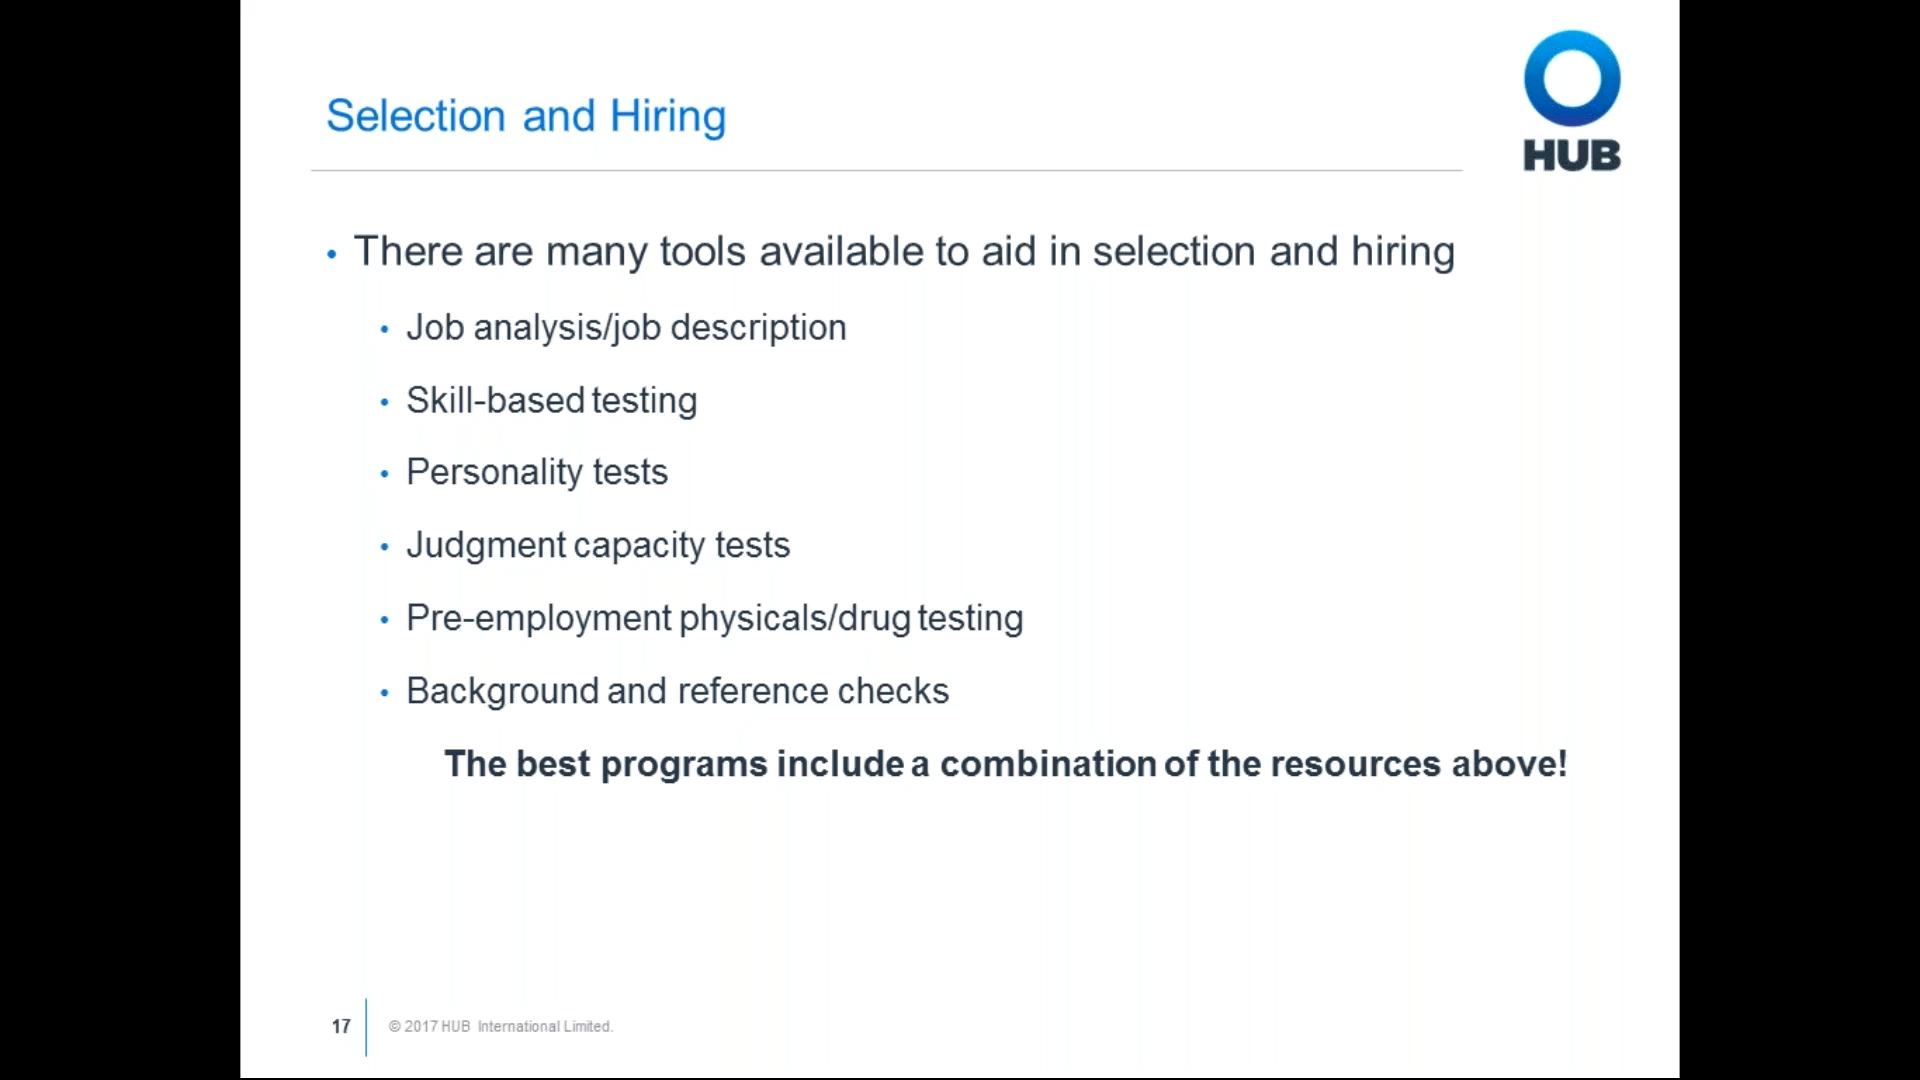 HUB
Selection and Hiring
• There are many tools available to aid in selection and hiring
• Job analysis/job description
• Skill-based testing
• Personality tests
• Judgment capacity tests
• Pre-employment physicals/drug testing
• Background and reference checks
The best programs include a combination of the resources above!
17
© 2017 HUB International Limited.